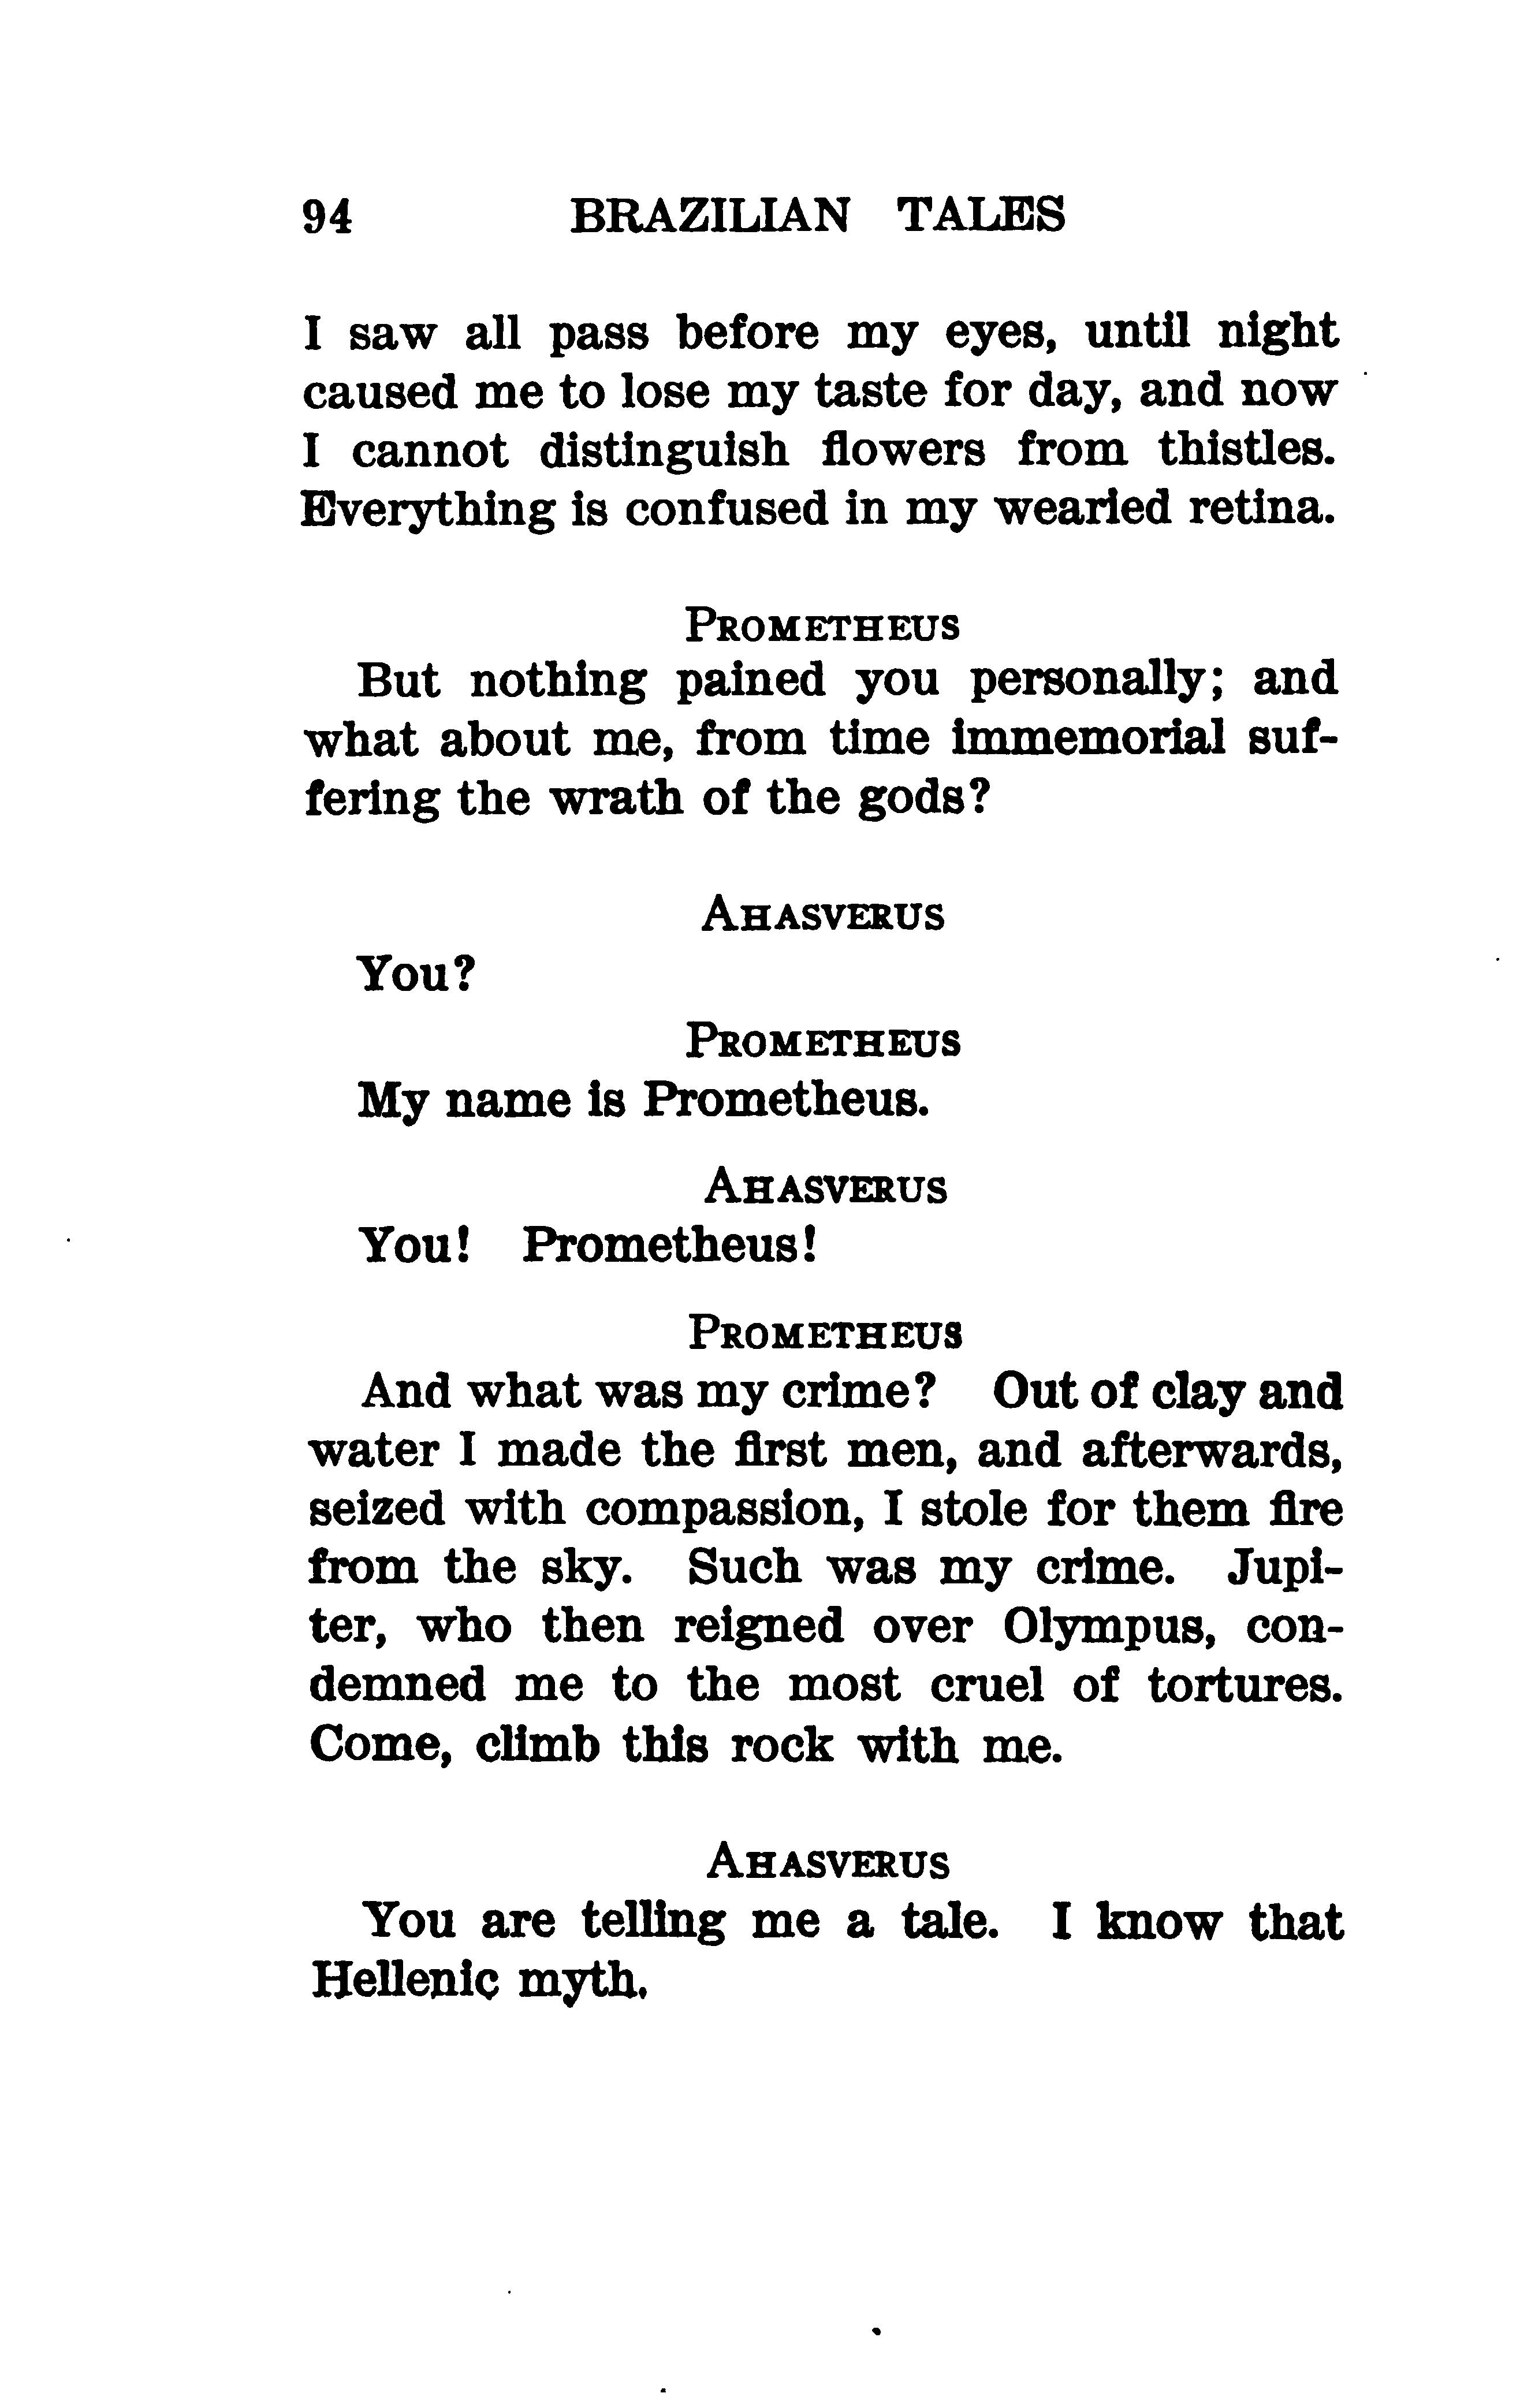 94 BRAZILIAN TALES
I saw all pass before my eyes, until night
caused me to lose my taste for day, and now
I cannot distinguish flowers from thistles.
Everything is confused in my wearied retina.
PROMETHEUS
But nothing pained you personally; and
what about me, from time immemorial suf-
fering the wrath of the gods?
AHASVERUS
You?
PROMETHEUS
My name is Prometheus.
AHASVERUS
You! Prometheus!
PROMETHEUS
And what was my crime? Out of clay and
water I made the first men, and afterwards,
seized with compassion, I stole for them fire
from the sky. Such was my crime. Jupi-
ter, who then reigned over Olympus, con-
demned me to the most cruel of tortures.
Come, climb this rock with me.
AHASVERUS
You are telling me a tale. I know that
Hellenic myth.